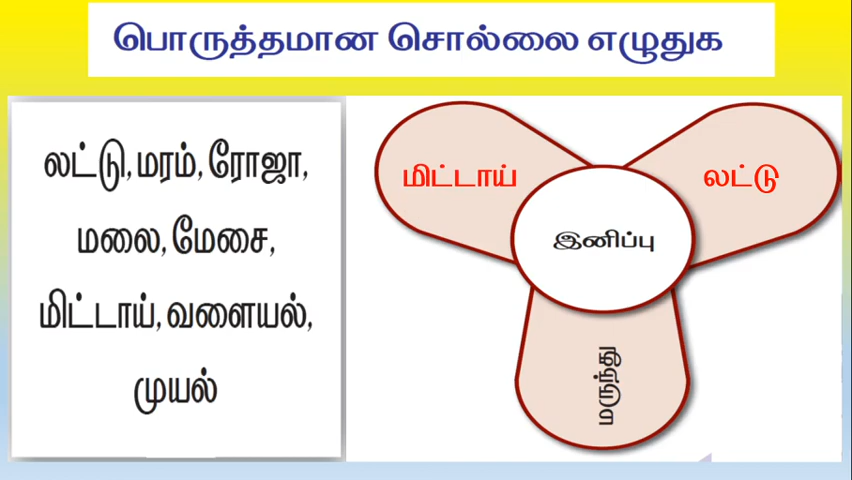 பொருத்தமான சொல்லை எழுதுக
லட்டு, மரம், ரோஜா,
மலை, மேசை,
மிட்டாய், வளையல்,
முயல்
மிட்டாய்
லட்டு
இனிப்பு
மருந்து